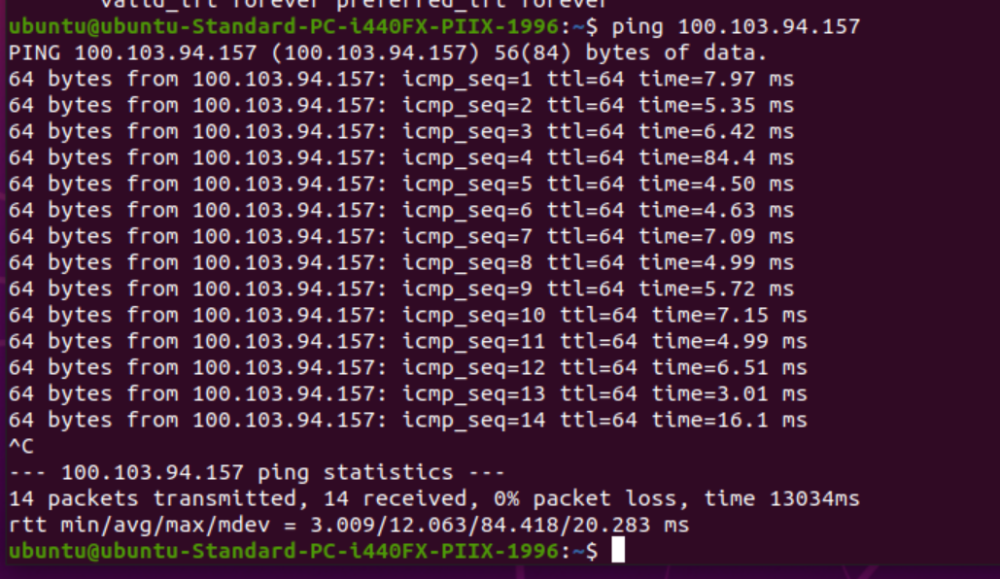 valid_lft forever preferred_lft forever
ubuntu@ubuntu-Standard-PC-i440FX-PIIX-1996:~$ ping 100.103.94.157
PING 100.103.94.157 (100.103.94.157) 56(84) bytes of data.
64 bytes from 100.103.94.157: icmp_seq=1 ttl=64 time=7.97 ms
64 bytes from 100.103.94.157: icmp_seq=2 ttl=64 time=5.35 ms
64 bytes from 100.103.94.157: icmp_seq=3 ttl=64 time=6.42 ms
64 bytes from 100.103.94.157: icmp_seq=4 ttl=64 time=84.4 ms
64 bytes from 100.103.94.157: icmp_seq=5 ttl=64 time=4.50 ms
64 bytes from 100.103.94.157: icmp_seq=6 ttl=64 time=4.63 ms
64 bytes from 100.103.94.157: icmp_seq=7 ttl=64 time=7.09 ms
64 bytes from 100.103.94.157: icmp_seq=8 ttl=64 time=4.99 ms
64 bytes from 100.103.94.157: icmp_seq=9 ttl=64 time=5.72 ms
64 bytes from 100.103.94.157: icmp_seq=10 ttl=64 time=7.15 ms
64 bytes from 100.103.94.157: icmp_seq=11 ttl=64 time=4.99 ms
64 bytes from 100.103.94.157: icmp_seq=12 ttl=64 time=6.51 ms
64 bytes from 100.103.94.157: icmp_seq=13 ttl=64 time=3.01 ms
64 bytes from 100.103.94.157: icmp_seq=14 ttl=64 time=16.1 ms
^C
--- 100.103.94.157 ping statistics ---
14 packets transmitted, 14 received, 0% packet loss, time 13034ms
rtt min/avg/max/mdev = 3.009/12.063/84.418/20.283 ms
ubuntu@ubuntu-Standard-PC-i440FX-PIIX-1996:~$